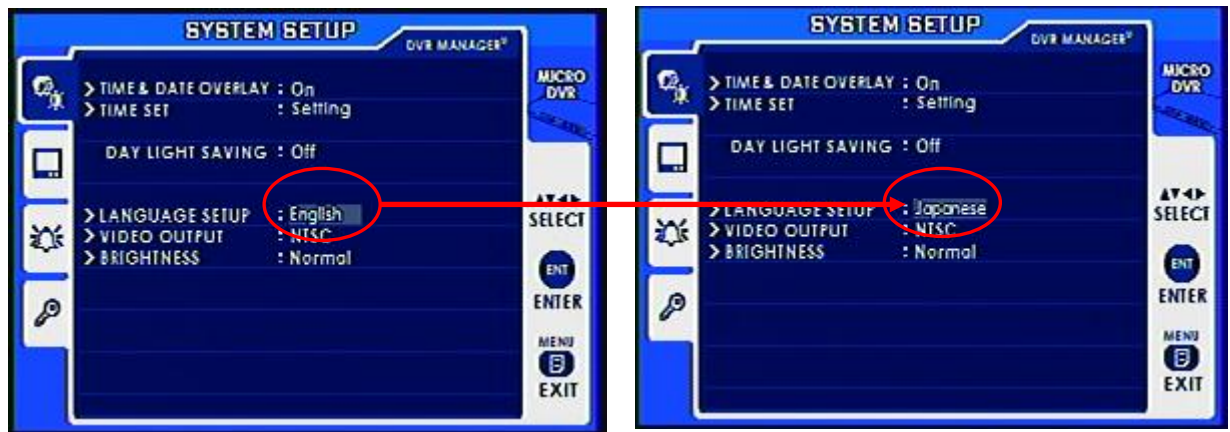 SYSTEM SETUP
DVR MANAGER®
> TIME & DATE OVERLAY : On
> TIME SET : Setting
DAY LIGHT SAVING : Off
> LANGUAGE SETUP : English
> VIDEO OUTPUT : NTSC
> BRIGHTNESS : Normal
MICRO
DVR
▲▼◀▶
SELECT
ENT
ENTER
MENU
EXIT
SYSTEM SETUP
DVR MANAGER®
> TIME & DATE OVERLAY : On
> TIME SET : Setting
DAY LIGHT SAVING : Off
> LANGUAGE SETUP : Japanese
> VIDEO OUTPUT : NTSC
> BRIGHTNESS : Normal
MICRO
DVR
▲▼◀▶
SELECT
ENT
ENTER
MENU
EXIT